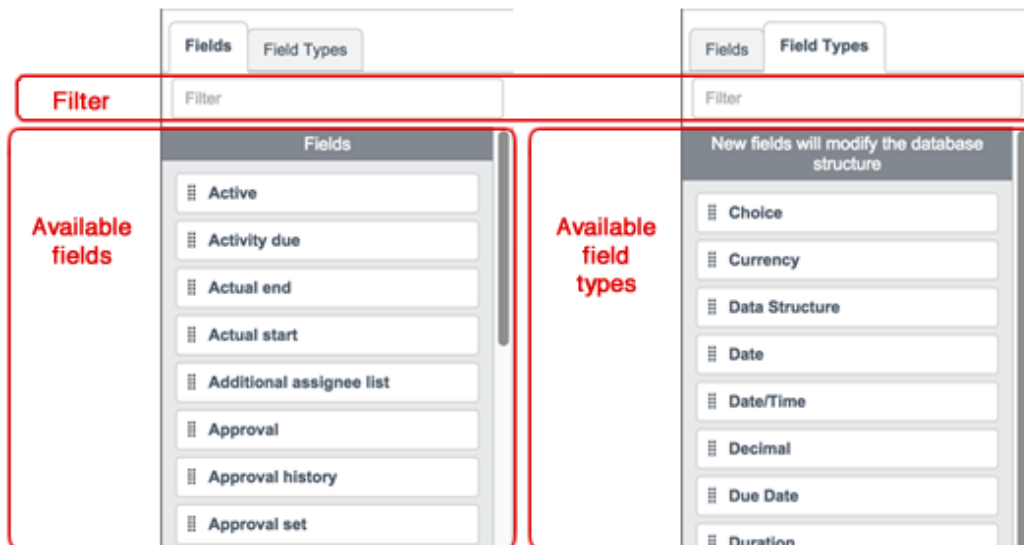 Fields
Field Types
Filter
Filter
Fields
Available
fields
Active
Activity due
Actual end
Actual start
Additional assignee list
Approval
Approval history
Approval set
Fields
Field Types
Filter
New fields will modify the database
structure
Available
field
types
Choice
Currency
Data Structure
Date
Date/Time
Decimal
Due Date
Duration